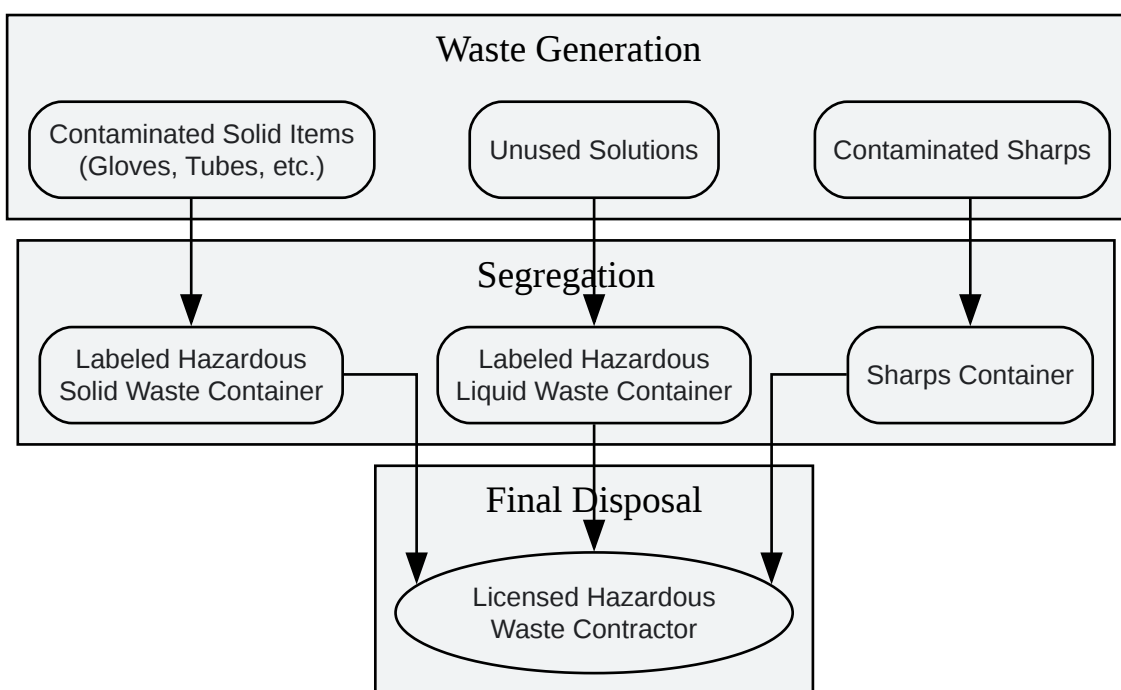 Waste Generation
Contaminated Solid Items
(Gloves, Tubes, etc.)
Unused Solutions
Contaminated Sharps
Segregation
Labeled Hazardous
Solid Waste Container
Labeled Hazardous
Liquid Waste Container
Sharps Container
Final Disposal
Licensed Hazardous
Waste Contractor